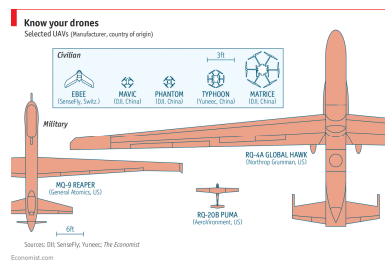 Know your drones
Selected UAVs (Manufacturer, country of origin)
Civilian
3ft
EBEE
(SenseFly, Switz.)
MAVIC
(DJI, China)
PHANTOM
(DJI, China)
TYPHOON
(Yuneec, China)
MATRICE
(DJI, China)
Military
RQ-4A GLOBAL HAWK
(Northrop Grumman, US)
MQ-9 REAPER
(General Atomics, US)
RQ-20B PUMA
(AeroVironment, US)
6ft
Sources: DJI; SenseFly; Yuneec; The Economist
Economist.com